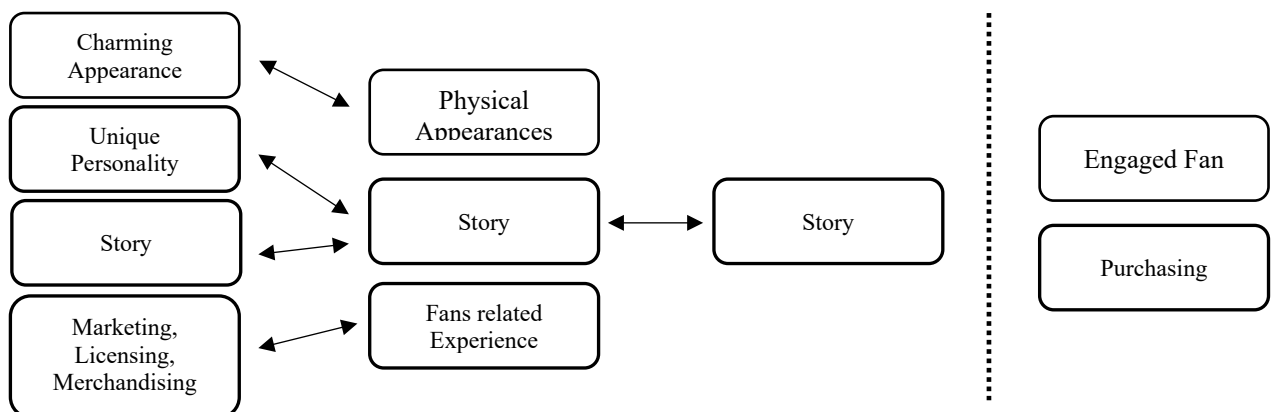 Charming
Appearance
Unique
Personality
Story
Marketing,
Licensing,
Merchandising
Physical
Appearances
Story
Fans related
Experience
Story
Engaged Fan
Purchasing